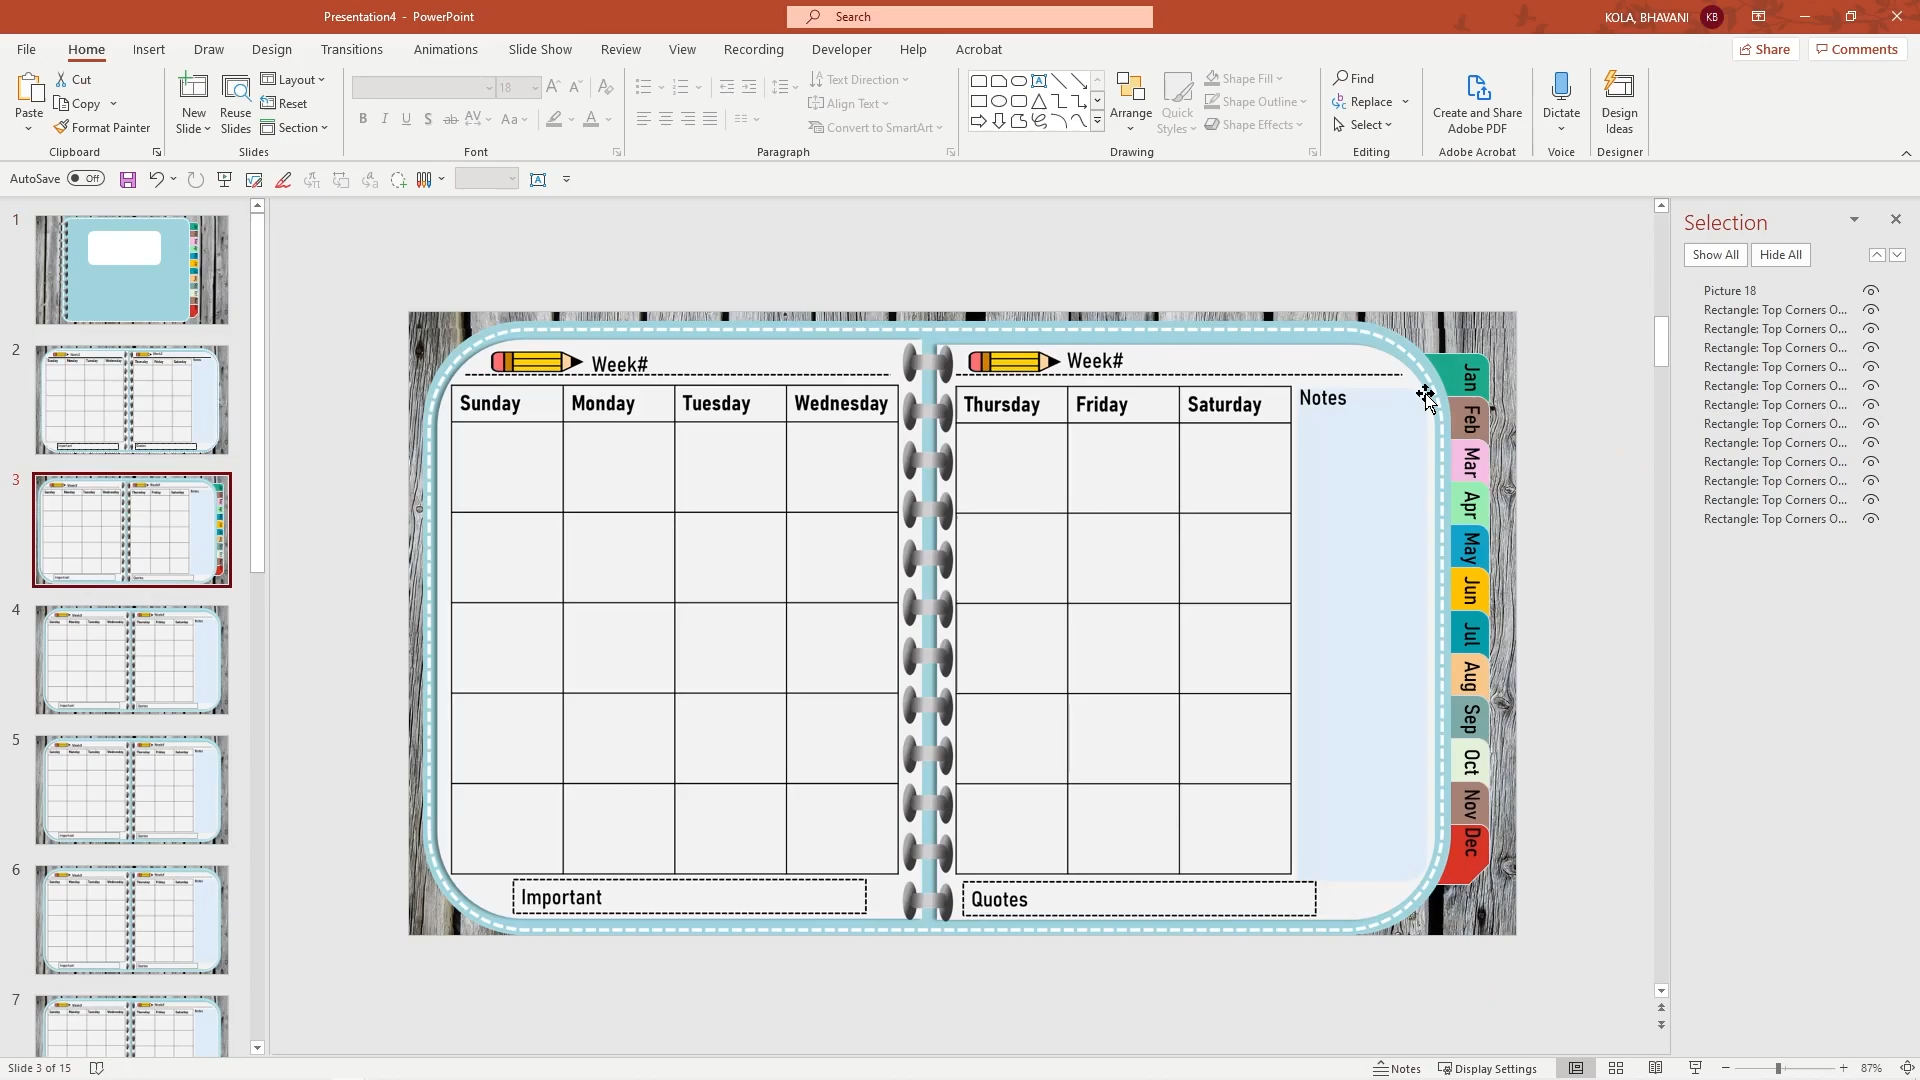 Presentation4 - PowerPoint
Search
KOLA, BHAVANI KB
File Home Insert Draw Design Transitions Animations Slide Show Review View Recording Developer Help Acrobat
Share Comments
Paste
Cut
Copy
Format Painter
Clipboard
New Slide
Reuse Slides
Layout
Reset
Section
Slides
18
B I U S ab AV Aa A
Font
Text Direction
Align Text
Convert to SmartArt
Paragraph
Arrange
Quick Styles
Shape Fill
Shape Outline
Shape Effects
Drawing
Find
Replace
Select
Editing
Create and Share Adobe PDF
Adobe Acrobat
Dictate
Voice
Design Ideas
Designer
AutoSave Off
1
2
3
4
5
6
7
Week#
Sunday Monday Tuesday Wednesday
Important
Week#
Thursday Friday Saturday
Notes
Quotes
Jan
Feb
Mar
Apr
May
Jun
Jul
Aug
Sep
Oct
Nov
Dec
Selection
Show All Hide All
Picture 18
Rectangle: Top Corners O...
Rectangle: Top Corners O...
Rectangle: Top Corners O...
Rectangle: Top Corners O...
Rectangle: Top Corners O...
Rectangle: Top Corners O...
Rectangle: Top Corners O...
Rectangle: Top Corners O...
Rectangle: Top Corners O...
Rectangle: Top Corners O...
Rectangle: Top Corners O...
Rectangle: Top Corners O...
Slide 3 of 15
Notes Display Settings 87%